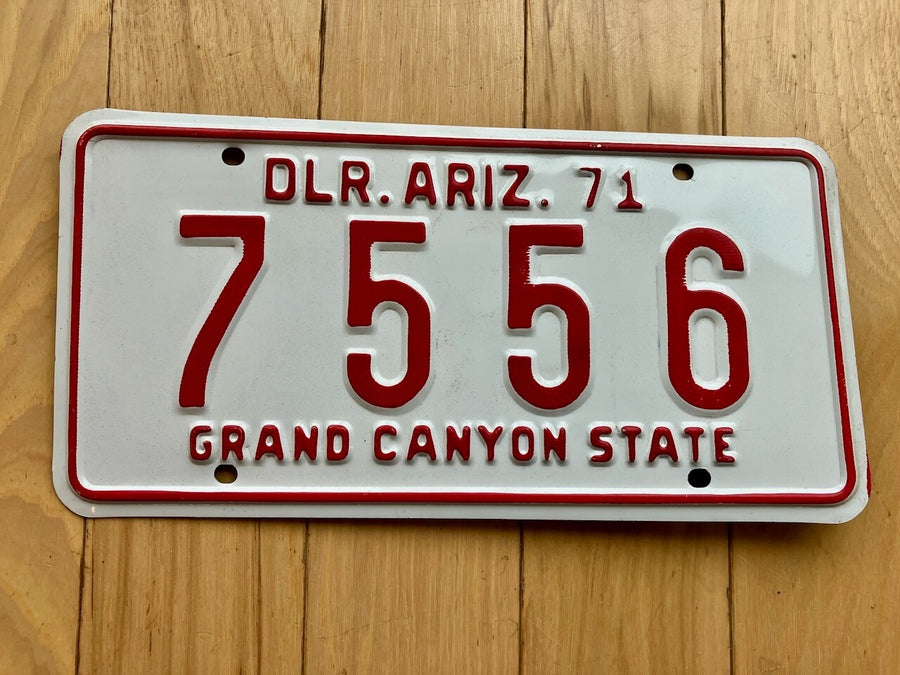 DLR. ARIZ. 71
7556
GRAND CANYON STATE